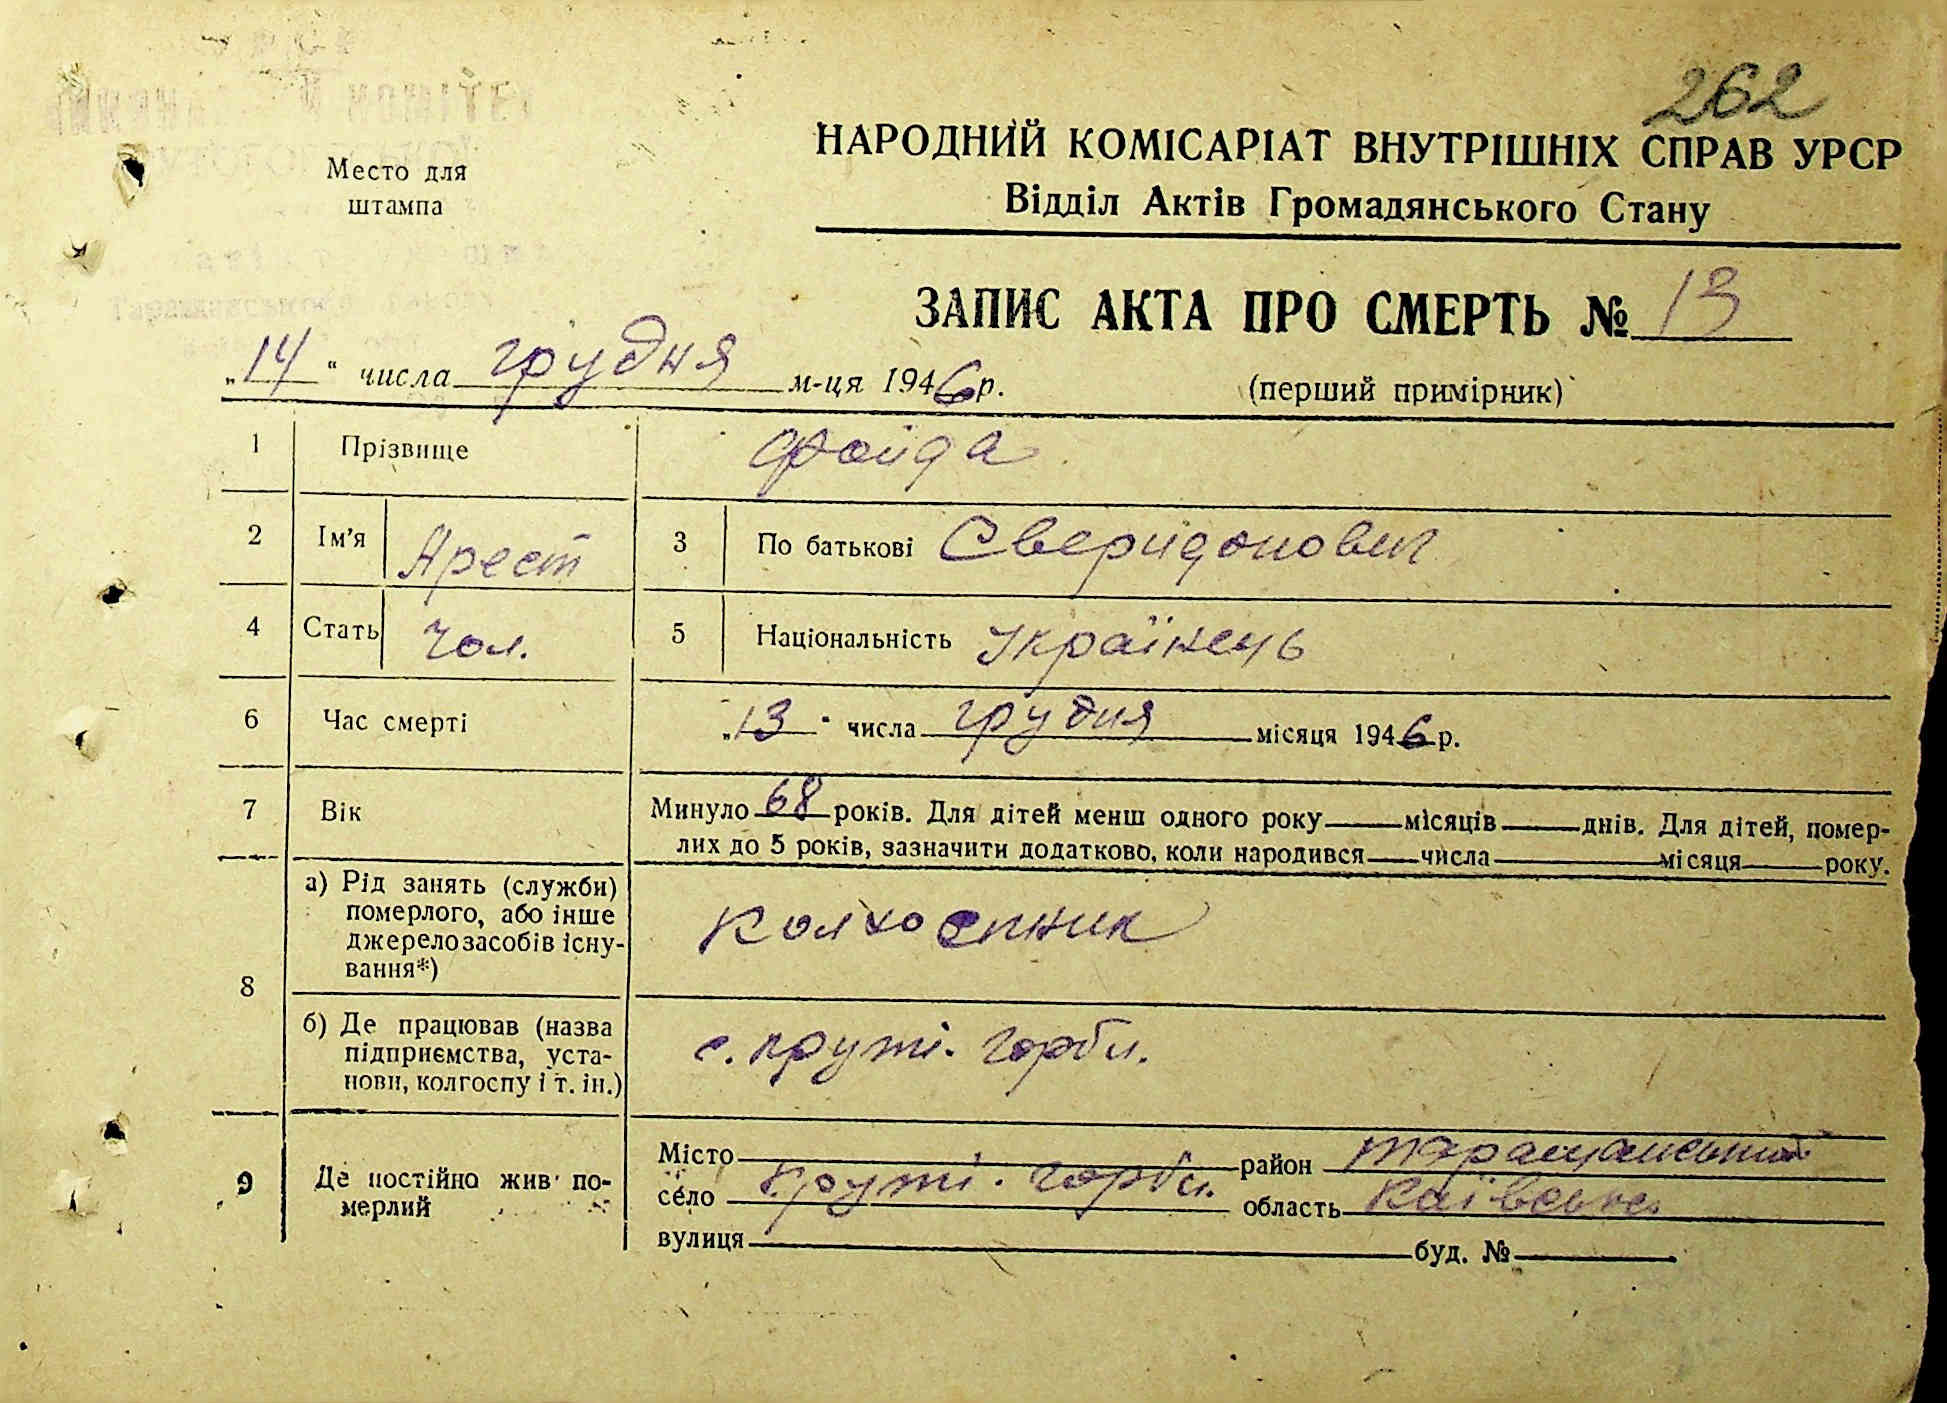 262
НАРОДНИЙ КОМІСАРІАТ ВНУТРІШНІХ СПРАВ УРСР
Відділ Актів Громадянського Стану
Место для
штампа
ЗАПИС АКТА ПРО СМЕРТЬ № 13
„14“ числа грудня м-ця 1946 р.
(перший примірник)
1 Прізвище Фойда
2 Ім'я Арест 3 По батькові Сверидонович
4 Стать Чол. 5 Національність Українець
6 Час смерті „13“ числа грудня місяця 1946 р.
7 Вік Минуло 68 років. Для дітей менш одного року — місяців — днів. Для дітей, помер-
лих до 5 років, зазначити додатково, коли народився — числа — місяця — року.
8 а) Рід занять (служби)
померлого, або інше
джерело засобів існу-
вання*)
Колхоспник
б) Де працював (назва
підприємства, уста-
нови, колгоспу і т. ін.)
с. Круті. Горби.
9 Де постійно жив по-
мерлий
Місто район Таращанський
село Круті. Горби. область Київська
вулиця буд. №